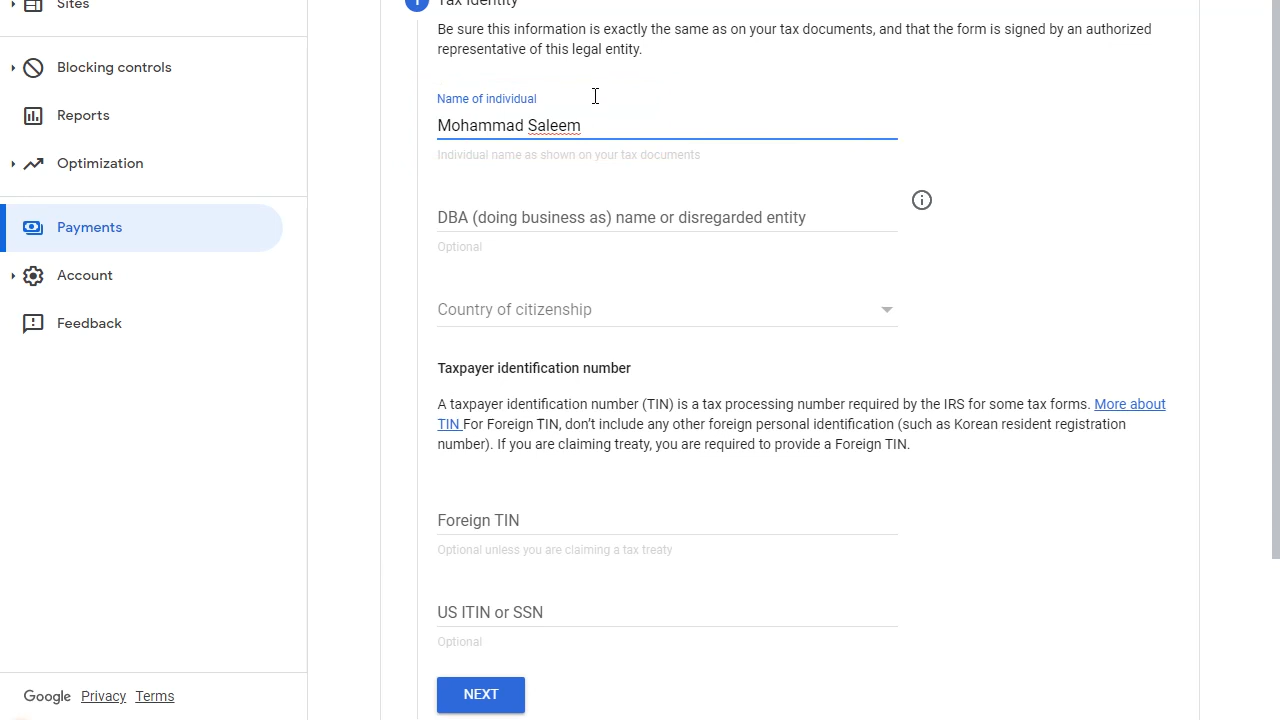 Sites
Blocking controls
Reports
Optimization
Payments
Account
Feedback
Google Privacy Terms
Tax identity
Be sure this information is exactly the same as on your tax documents, and that the form is signed by an authorized
representative of this legal entity.
Name of individual
Mohammad Saleem
Individual name as shown on your tax documents
DBA (doing business as) name or disregarded entity
Optional
Country of citizenship
Taxpayer identification number
A taxpayer identification number (TIN) is a tax processing number required by the IRS for some tax forms. More about
TIN For Foreign TIN, don’t include any other foreign personal identification (such as Korean resident registration
number). If you are claiming treaty, you are required to provide a Foreign TIN.
Foreign TIN
Optional unless you are claiming a tax treaty
US ITIN or SSN
Optional
NEXT